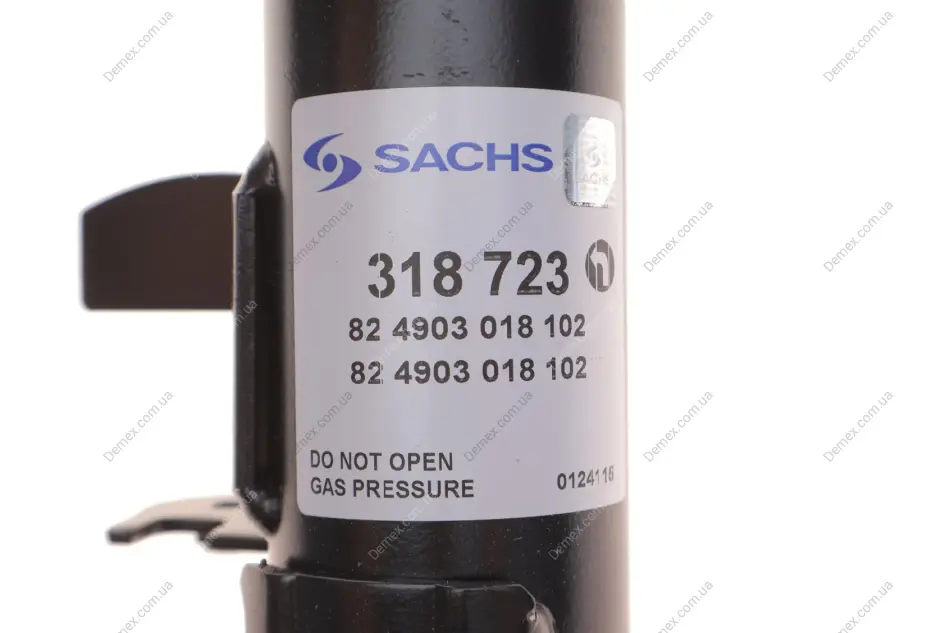 SACHS
SACHS
318 723
82 4903 018 102
82 4903 018 102
DO NOT OPEN
GAS PRESSURE
0124115
Demex.com.ua